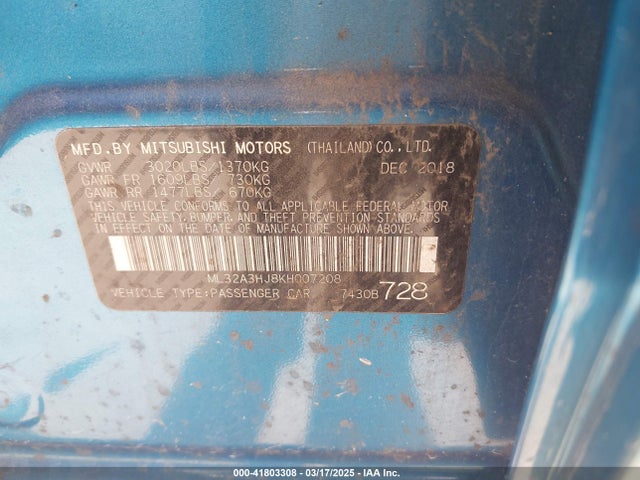 MFD.BY MITSUBISHI MOTORS (THAILAND) CO., LTD.
GVWR 3020LBS 1370KG DEC 2018
GAWR FR 1609LBS 730KG
GAWR RR 1477LBS 670KG
THIS VEHICLE CONFORMS TO ALL APPLICABLE FEDERAL MOTOR
VEHICLE SAFETY, BUMPER, AND THEFT PREVENTION STANDARDS
IN EFFECT ON THE DATE OF MANUFACTURE SHOWN ABOVE.
ML32A3HJ8KH007208
VEHICLE TYPE:PASSENGER CAR 7430B 728
000-41803308 - 03/17/2025 - IAA Inc.